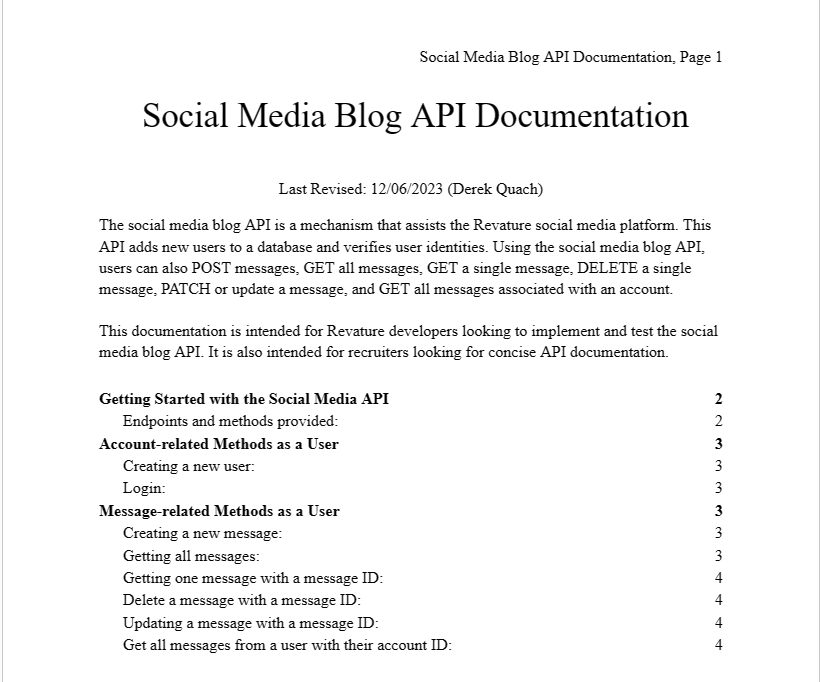 Social Media Blog API Documentation, Page 1
Social Media Blog API Documentation
Last Revised: 12/06/2023 (Derek Quach)
The social media blog API is a mechanism that assists the Revature social media platform. This
API adds new users to a database and verifies user identities. Using the social media blog API,
users can also POST messages, GET all messages, GET a single message, DELETE a single
message, PATCH or update a message, and GET all messages associated with an account.
This documentation is intended for Revature developers looking to implement and test the social
media blog API. It is also intended for recruiters looking for concise API documentation.
Getting Started with the Social Media API 2
Endpoints and methods provided: 2
Account-related Methods as a User 3
Creating a new user: 3
Login: 3
Message-related Methods as a User 3
Creating a new message: 3
Getting all messages: 3
Getting one message with a message ID: 4
Delete a message with a message ID: 4
Updating a message with a message ID: 4
Get all messages from a user with their account ID: 4